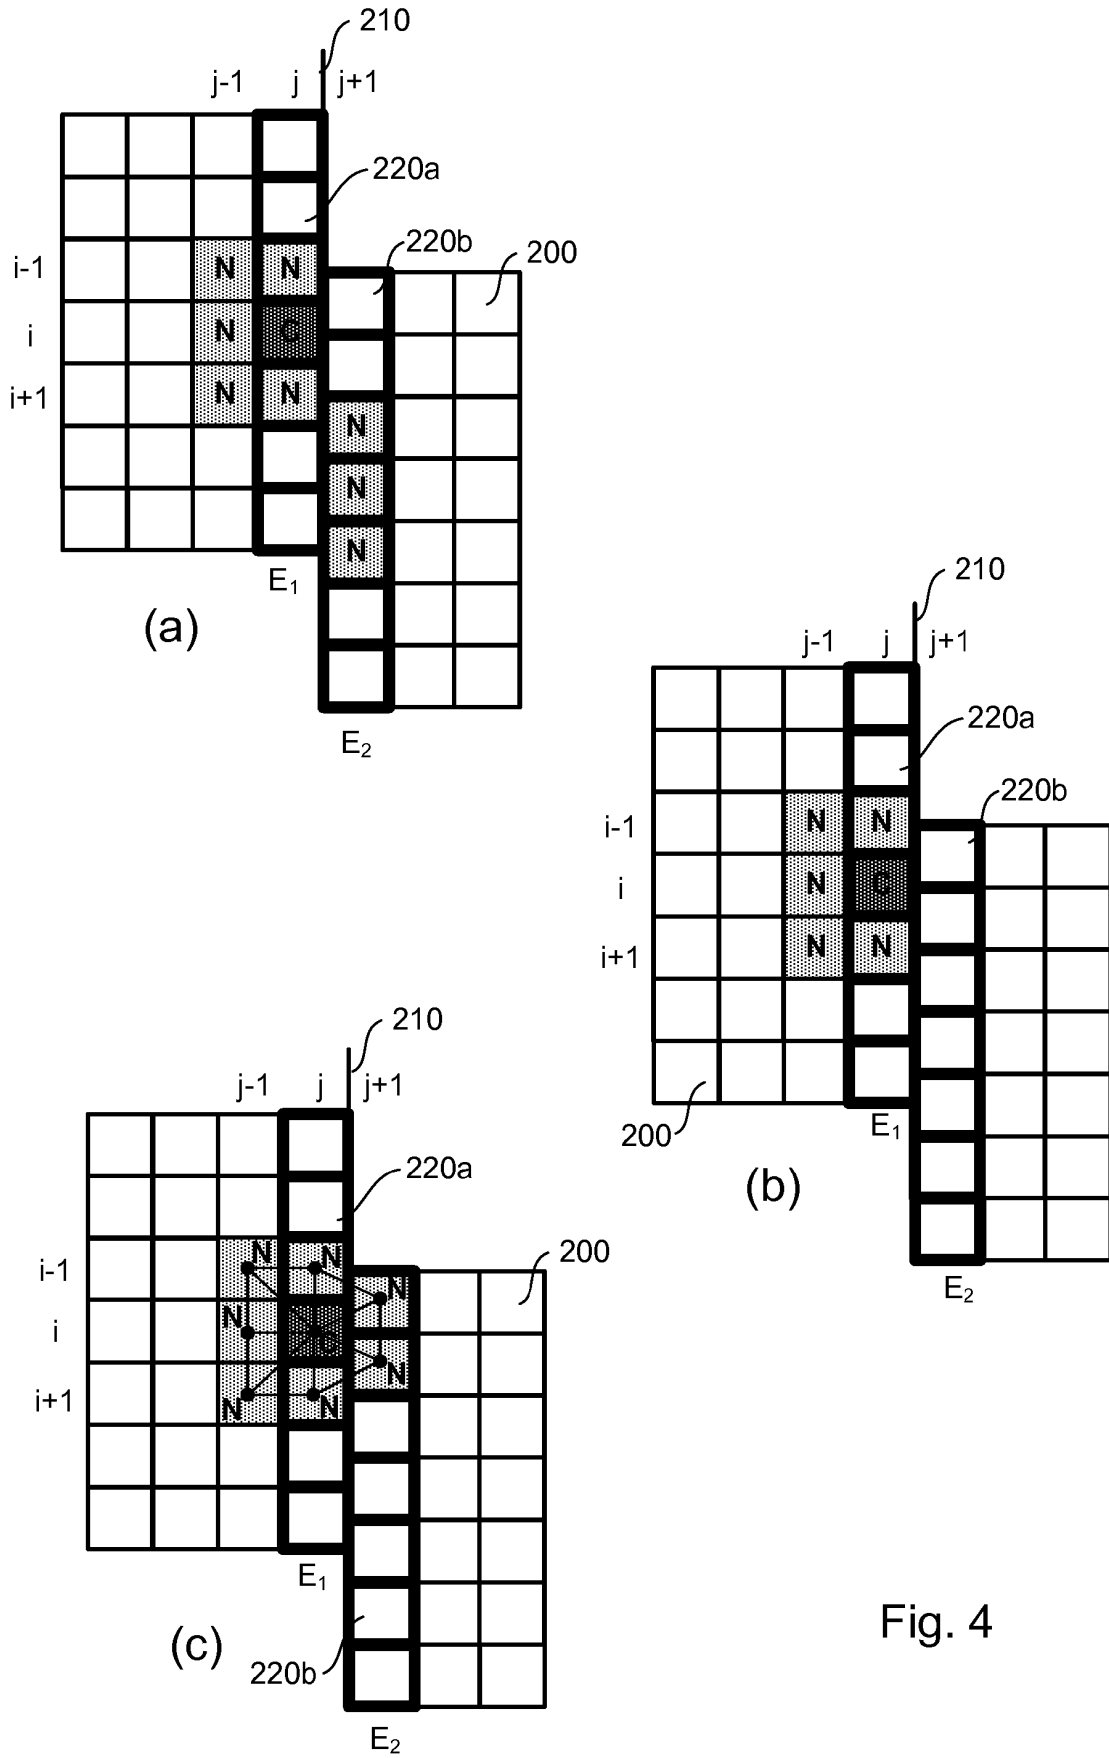 210
j-1 j j+1
220a
220b
200
i-1 N N
i N C
i+1 N N
N
N
N
E1
(a)
E2
210
j-1 j j+1
220a
220b
i-1 N N
i N C
i+1 N N
200
E1
(b)
E2
210
j-1 j j+1
220a
200
i-1 N N N
i N C
N
i+1 N N
E1
(c)
220b
E2
Fig. 4